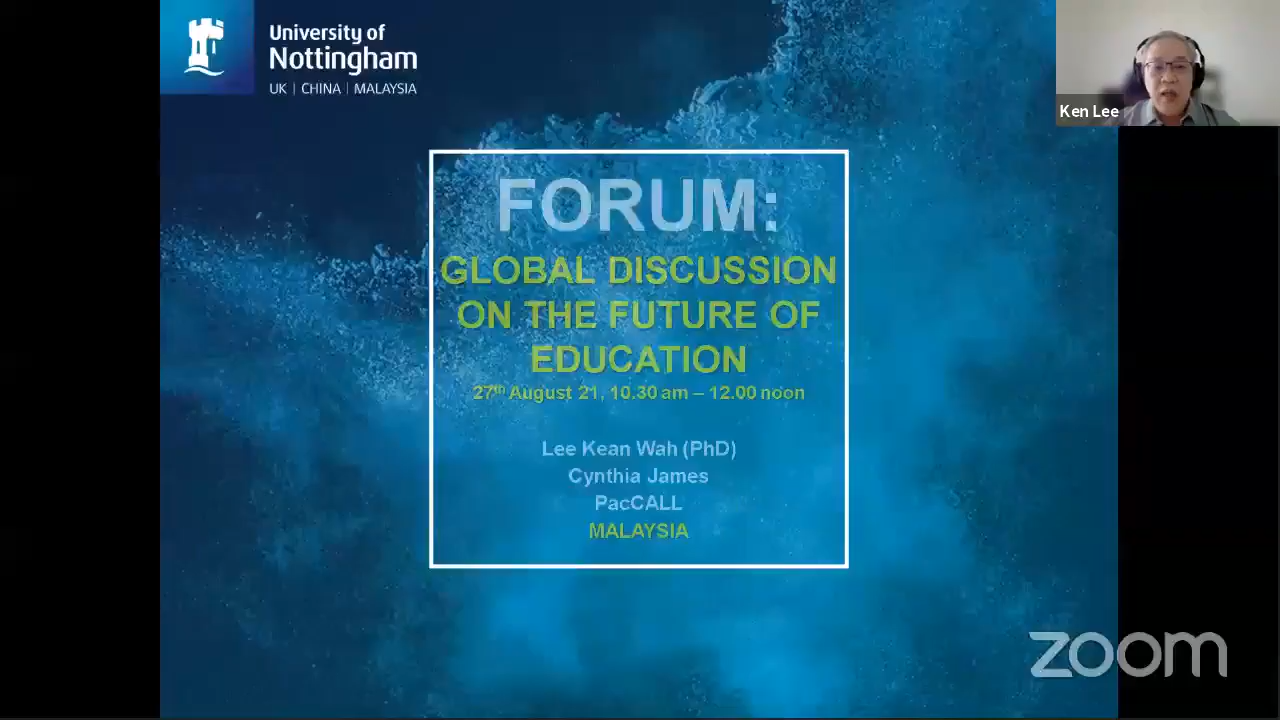 University of
Nottingham
UK | CHINA | MALAYSIA
Ken Lee
FORUM:
GLOBAL DISCUSSION
ON THE FUTURE OF
EDUCATION
27th August 21, 10.30 am – 12.00 noon
Lee Kean Wah (PhD)
Cynthia James
PacCALL
MALAYSIA
zoom